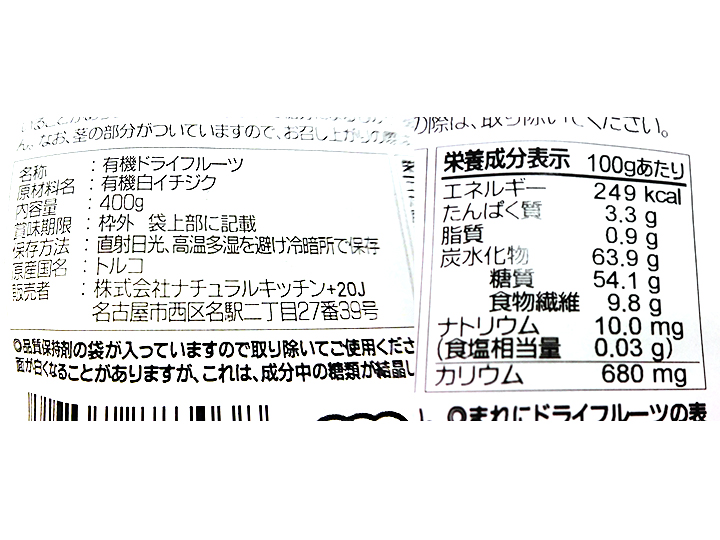 なお、茎の部分がついていますので、お召し上がりの際
の際は、取り除いてください。
名称 : 有機ドライフルーツ
原材料名 : 有機白イチジク
内容量 : 400g
賞味期限 : 枠外 袋上部に記載
保存方法 : 直射日光、高温多湿を避け冷暗所で保存
原産国名 : トルコ
販売者 : 株式会社ナチュラルキッチン+20J
名古屋市西区名駅二丁目27番39号
◎品質保持剤の袋が入っていますので取り除いてご使用くださ
面が白くなることがありますが、これは、成分中の糖類が結晶し
栄養成分表示 100gあたり
エネルギー 249 kcal
たんぱく質 3.3 g
脂質 0.9 g
炭水化物 63.9 g
糖質 54.1 g
食物繊維 9.8 g
ナトリウム 10.0 mg
(食塩相当量 0.03 g)
カリウム 680 mg
◎まれにドライフルーツの表